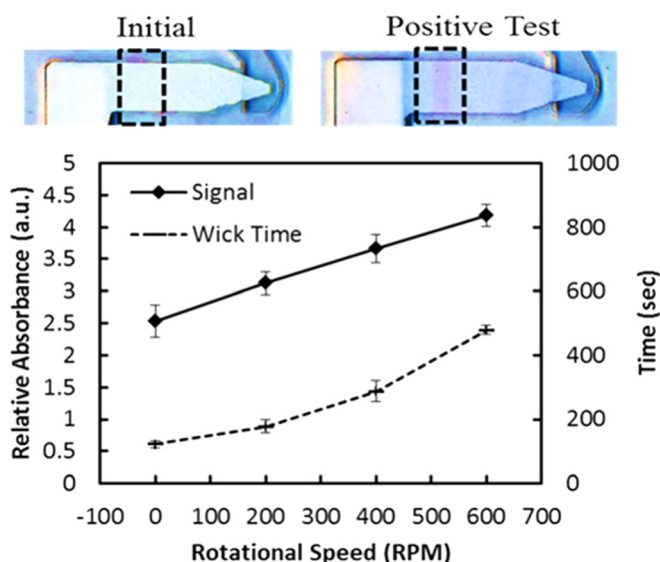 Initial
Positive Test
5
4.5
4
3.5
3
2.5
2
1.5
1
0.5
0
Relative Absorbance (a.u.)
Signal
Wick Time
1000
800
600
400
200
0
Time (sec)
-100 0 100 200 300 400 500 600 700
Rotational Speed (RPM)